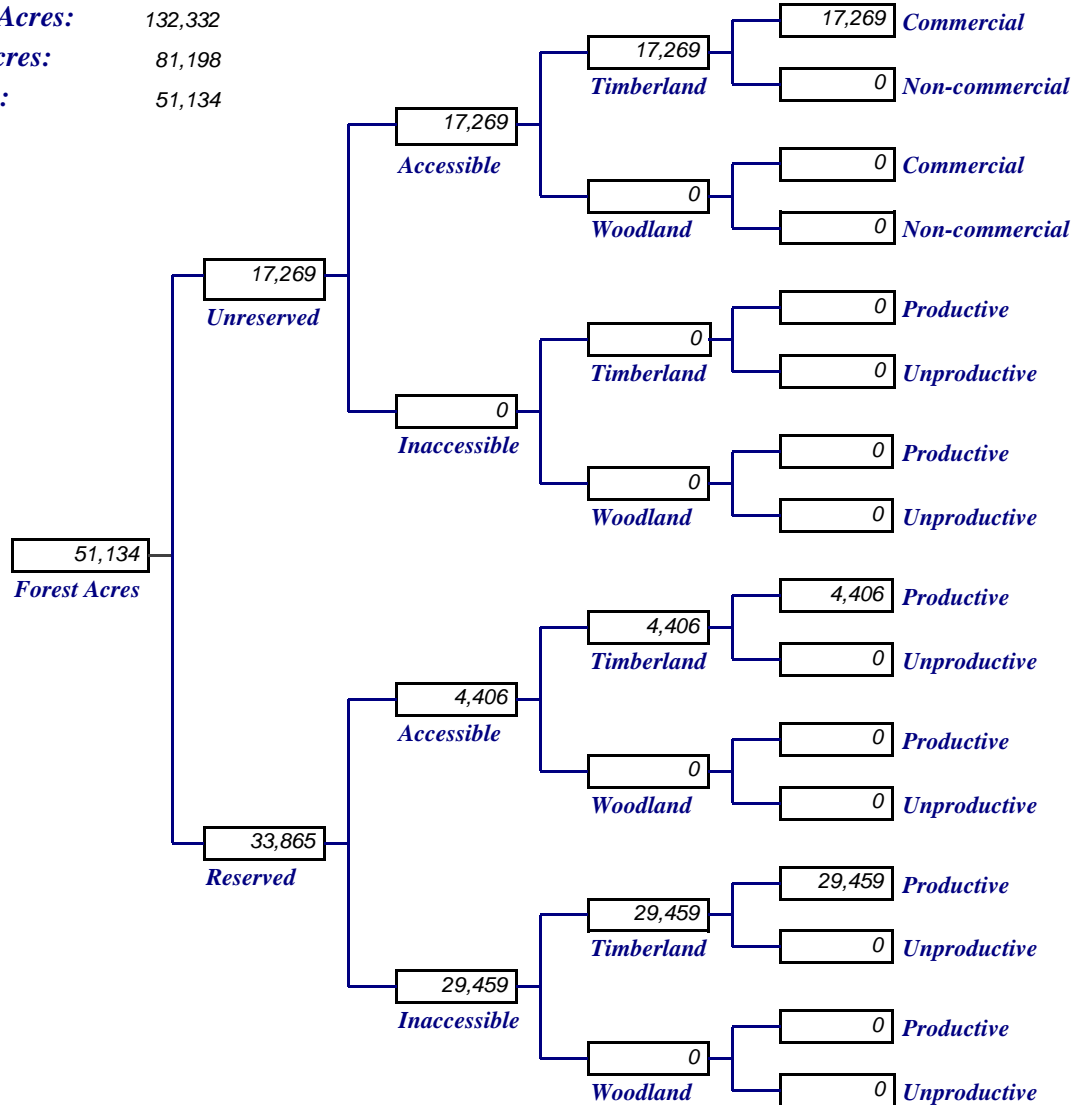 Acres: 132,332
cres: 81,198
: 51,134
17,269 Commercial
17,269
Timberland
0 Non-commercial
17,269
Accessible
0 Commercial
0
Woodland
0 Non-commercial
17,269
Unreserved
0 Productive
0
Timberland
0 Unproductive
0
Inaccessible
0 Productive
0
Woodland
0 Unproductive
51,134
Forest Acres
4,406 Productive
4,406
Timberland
0 Unproductive
4,406
Accessible
0 Productive
0
Woodland
0 Unproductive
33,865
Reserved
29,459 Productive
29,459
Timberland
0 Unproductive
29,459
Inaccessible
0 Productive
0
Woodland
0 Unproductive